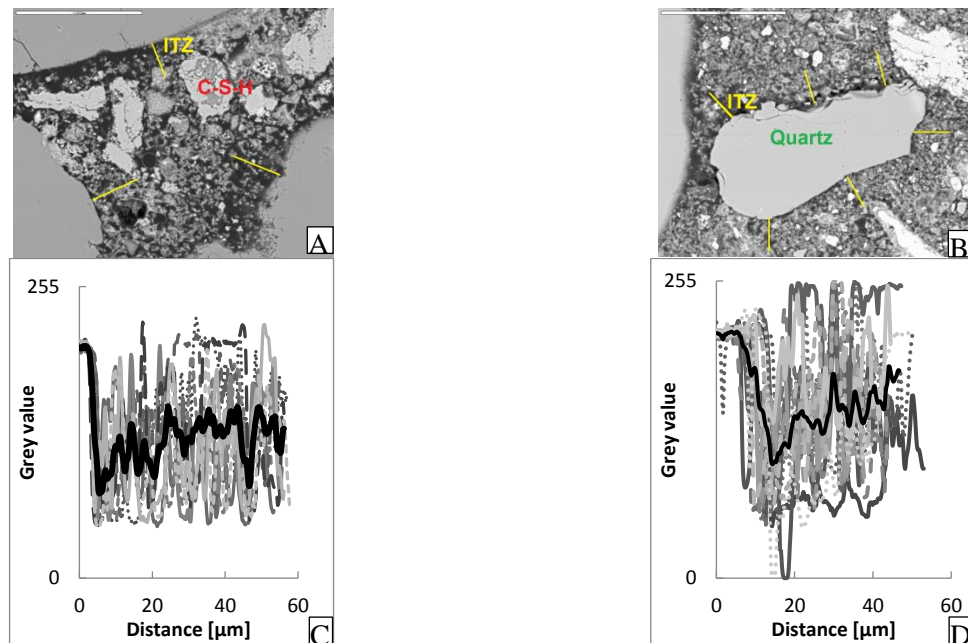 ITZ
C-S-H
A
ITZ
Quartz
B
255
0
Grey value
0
20
40
60
Distance [µm]
C
255
0
Grey value
0
20
40
60
Distance [µm]
D